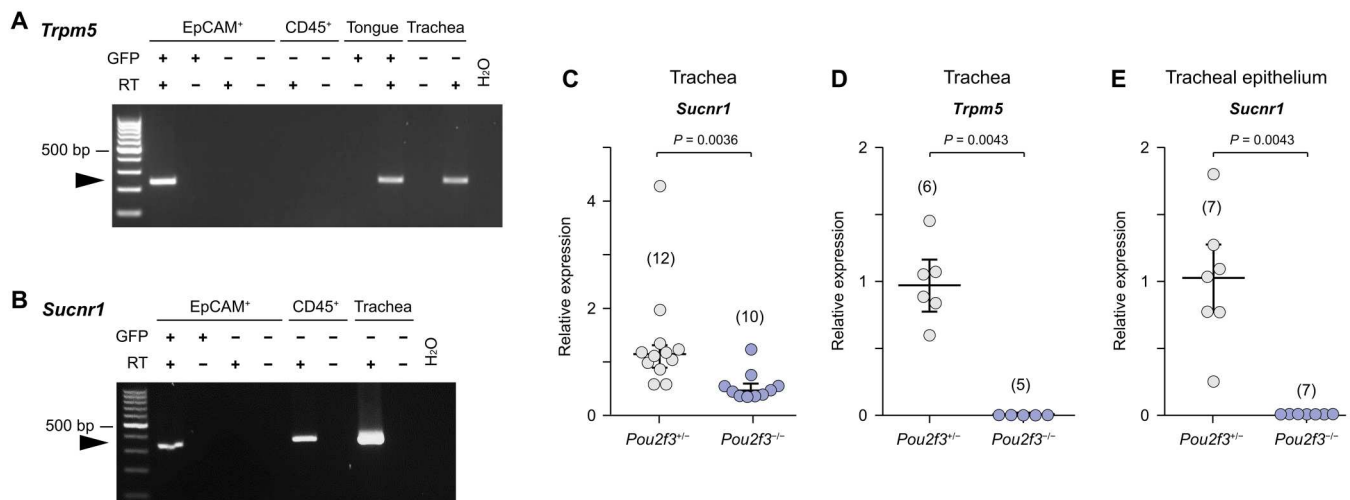 A Trpm5 EpCAM⁺ CD45⁺ Tongue Trachea
GFP + + – – – – + + – –
RT + – + – + – – + – + H₂O
500 bp
B Sucnr1 EpCAM⁺ CD45⁺ Trachea
GFP + + – – – – – –
RT + – + – + – + – H₂O
500 bp
C Trachea
Sucnr1
P = 0.0036
Relative expression
4
2
0
(12)
(10)
Pou2f3⁺/⁻ Pou2f3⁻/⁻
D Trachea
Trpm5
P = 0.0043
Relative expression
2
1
0
(6)
(5)
Pou2f3⁺/⁻ Pou2f3⁻/⁻
E Tracheal epithelium
Sucnr1
P = 0.0043
Relative expression
2
1
0
(7)
(7)
Pou2f3⁺/⁻ Pou2f3⁻/⁻